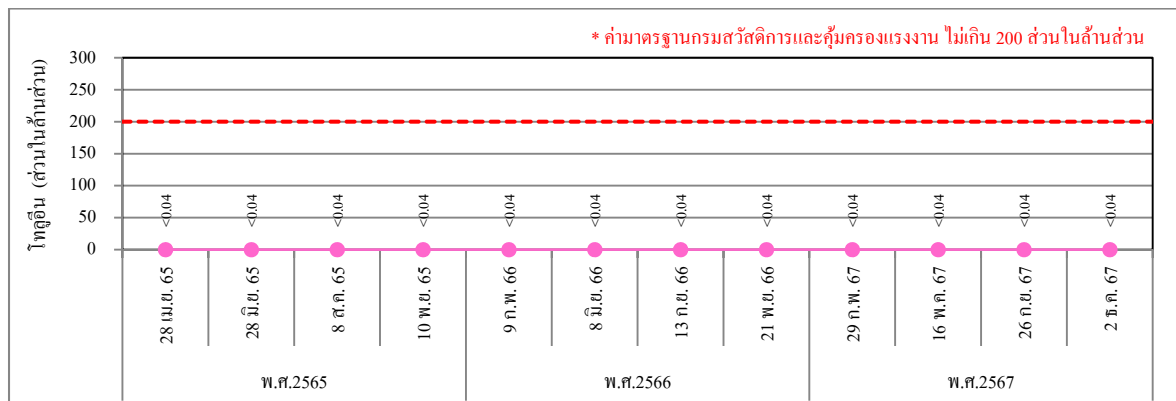 * ค่ามาตรฐานกรมสวัสดิการและคุ้มครองแรงงาน ไม่เกิน 200 ส่วนในล้านส่วน
โทลูอีน (ส่วนในล้านส่วน)
300
250
200
150
100
50
0
<0.04 <0.04 <0.04 <0.04 <0.04 <0.04 <0.04 <0.04 <0.04 <0.04 <0.04 <0.04
28 เม.ย. 65
28 มิ.ย. 65
8 ส.ค. 65
10 พ.ย. 65
9 ก.พ. 66
8 มิ.ย. 66
13 ก.ย. 66
21 พ.ย. 66
29 ก.พ. 67
16 พ.ค. 67
26 ก.ย. 67
2 ธ.ค. 67
พ.ศ.2565 พ.ศ.2566 พ.ศ.2567